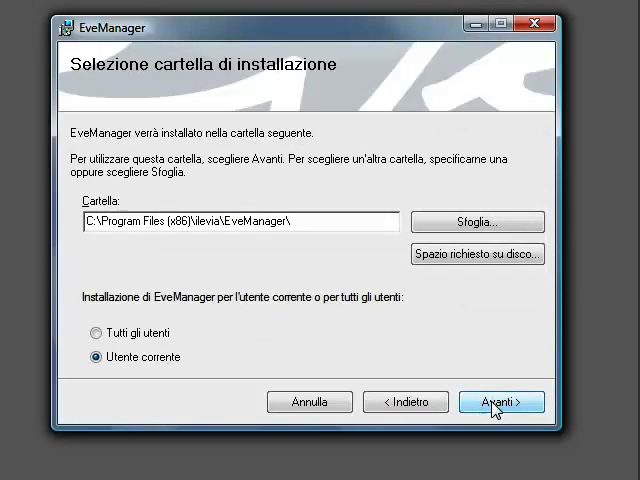 EveManager
Selezione cartella di installazione
EveManager verrà installato nella cartella seguente.
Per utilizzare questa cartella, scegliere Avanti. Per scegliere un'altra cartella, specificarne una
oppure scegliere Sfoglia.
Cartella:
C:\Program Files (x86)\ilevia\EveManager\
Sfoglia...
Spazio richiesto su disco...
Installazione di EveManager per l'utente corrente o per tutti gli utenti:
Tutti gli utenti
Utente corrente
Annulla
< Indietro
Avanti >